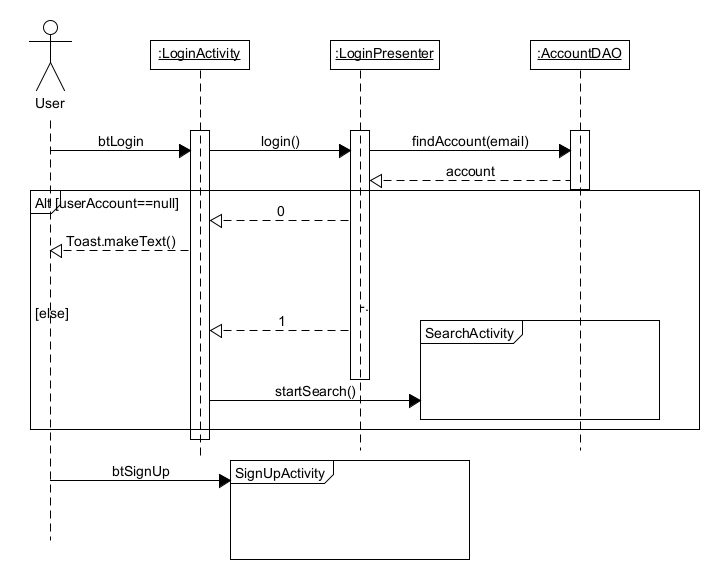 :LoginActivity
:LoginPresenter
:AccountDAO
User
btLogin
login()
findAccount(email)
account
Alt [userAccount==null]
0
Toast.makeText()
[else]
1
SearchActivity
startSearch()
btSignUp
SignUpActivity